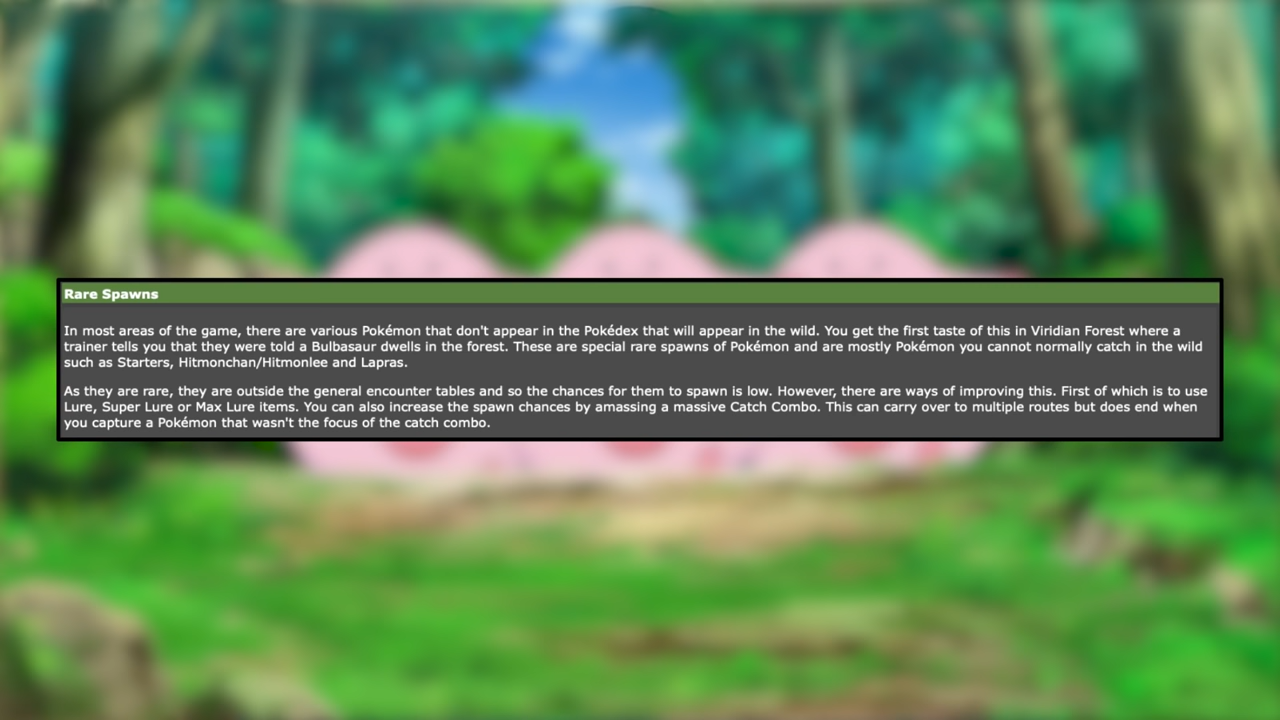 Rare Spawns
In most areas of the game, there are various Pokémon that don't appear in the Pokédex that will appear in the wild. You get the first taste of this in Viridian Forest where a
trainer tells you that they were told a Bulbasaur dwells in the forest. These are special rare spawns of Pokémon and are mostly Pokémon you cannot normally catch in the wild
such as Starters, Hitmonchan/Hitmonlee and Lapras.
As they are rare, they are outside the general encounter tables and so the chances for them to spawn is low. However, there are ways of improving this. First of which is to use
Lure, Super Lure or Max Lure items. You can also increase the spawn chances by amassing a massive Catch Combo. This can carry over to multiple routes but does end when
you capture a Pokémon that wasn't the focus of the catch combo.